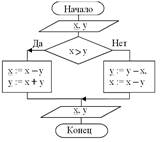 Начало
x, y
Да
x > y
Нет
x := x − y
y := x + y
y := y − x.
x := x − y
x, y
Конец